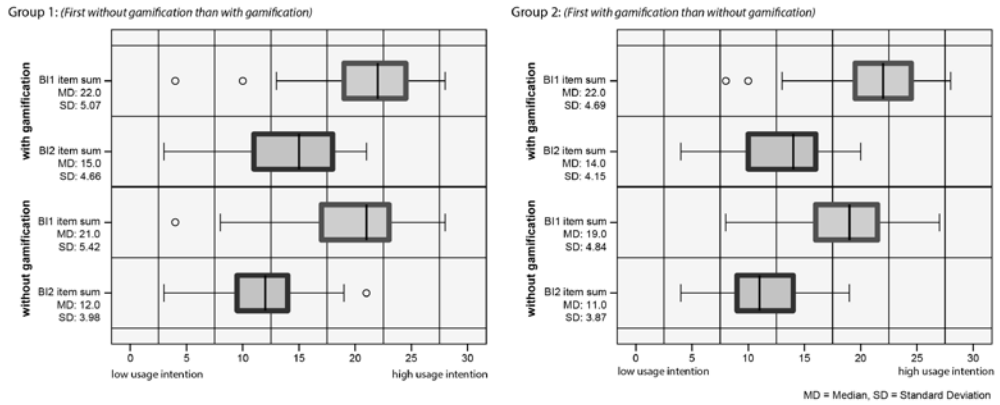 Group 1: (First without gamification than with gamification)
with gamification
BI1 item sum
MD: 22.0
SD: 5.07
BI2 item sum
MD: 15.0
SD: 4.66
without gamification
BI1 item sum
MD: 21.0
SD: 5.42
BI2 item sum
MD: 12.0
SD: 3.98
0 5 10 15 20 25 30
low usage intention high usage intention
Group 2: (First with gamification than without gamification)
with gamification
BI1 item sum
MD: 22.0
SD: 4.69
BI2 item sum
MD: 14.0
SD: 4.15
without gamification
BI1 item sum
MD: 19.0
SD: 4.84
BI2 item sum
MD: 11.0
SD: 3.87
0 5 10 15 20 25 30
low usage intention high usage intention
MD = Median, SD = Standard Deviation